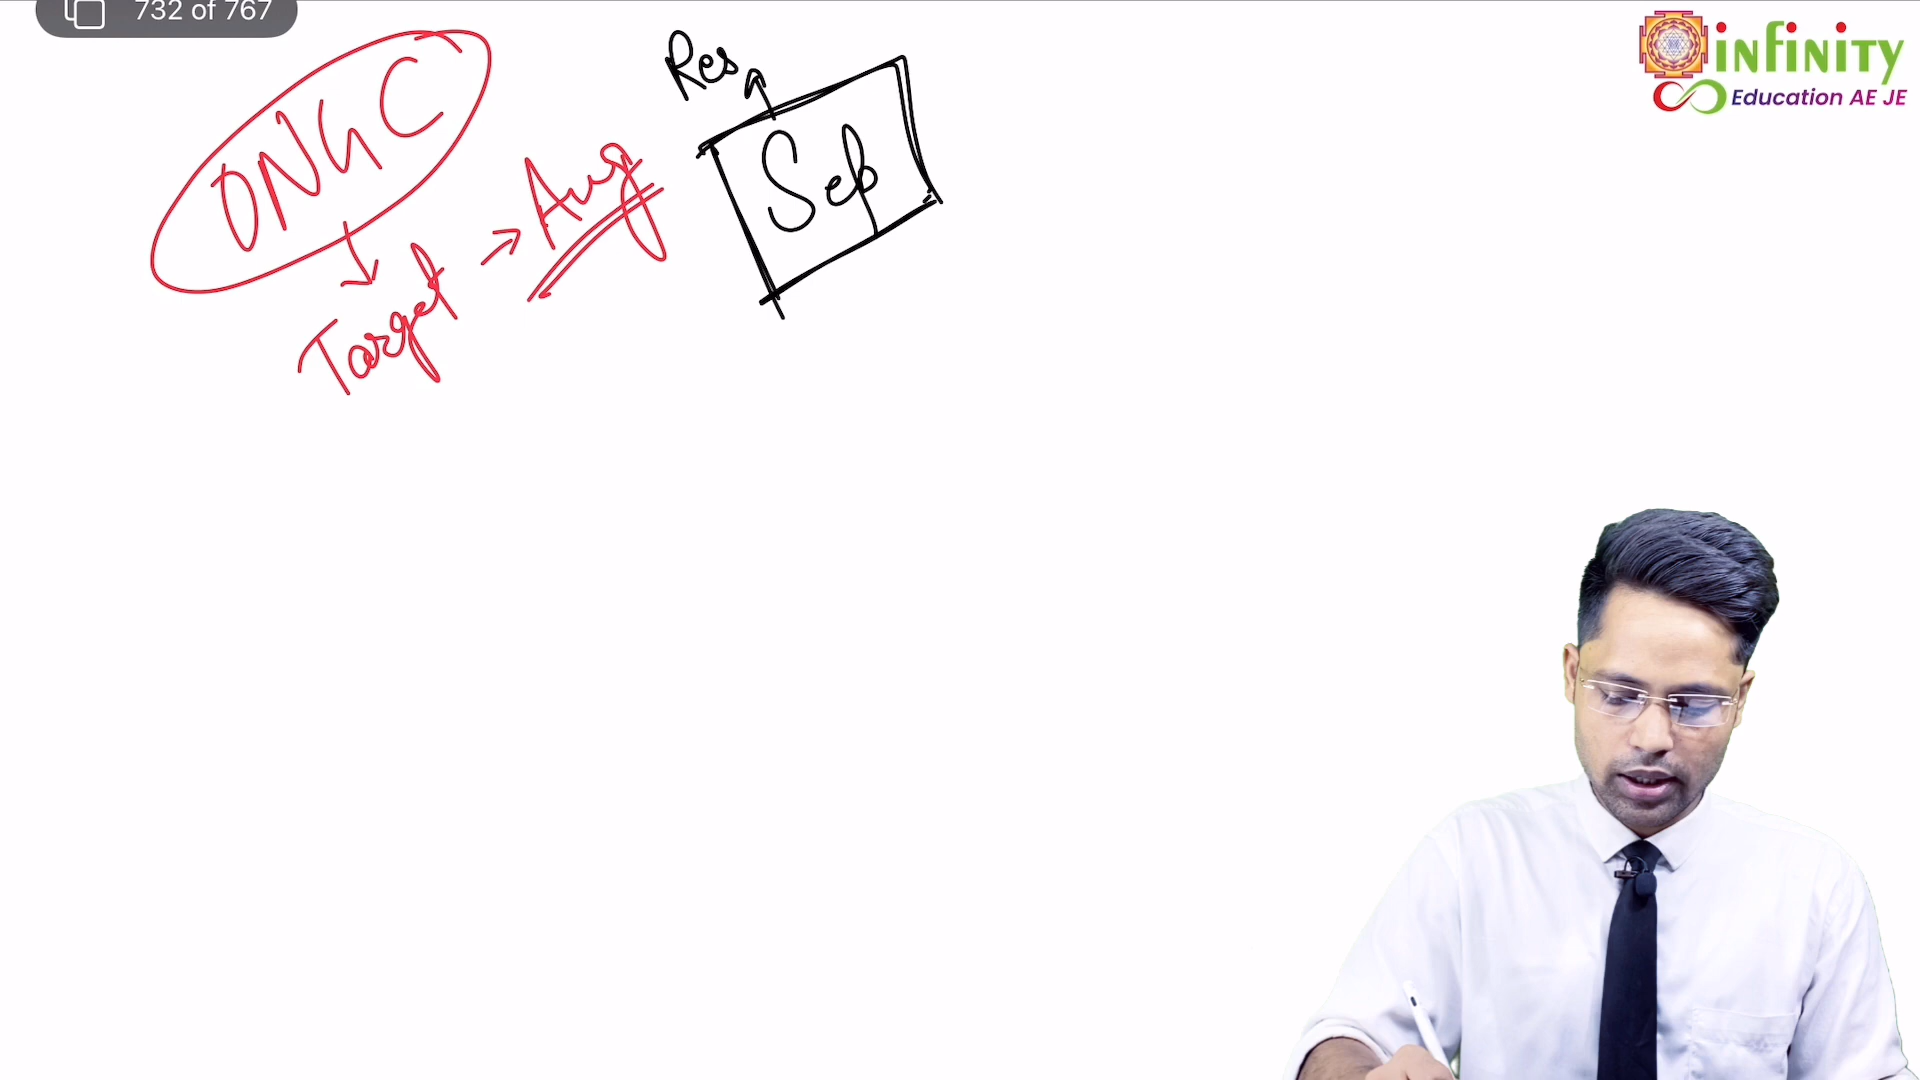 732 of 767
ONGC
Target → Aug
Res
Sep
infinity
Education AE JE